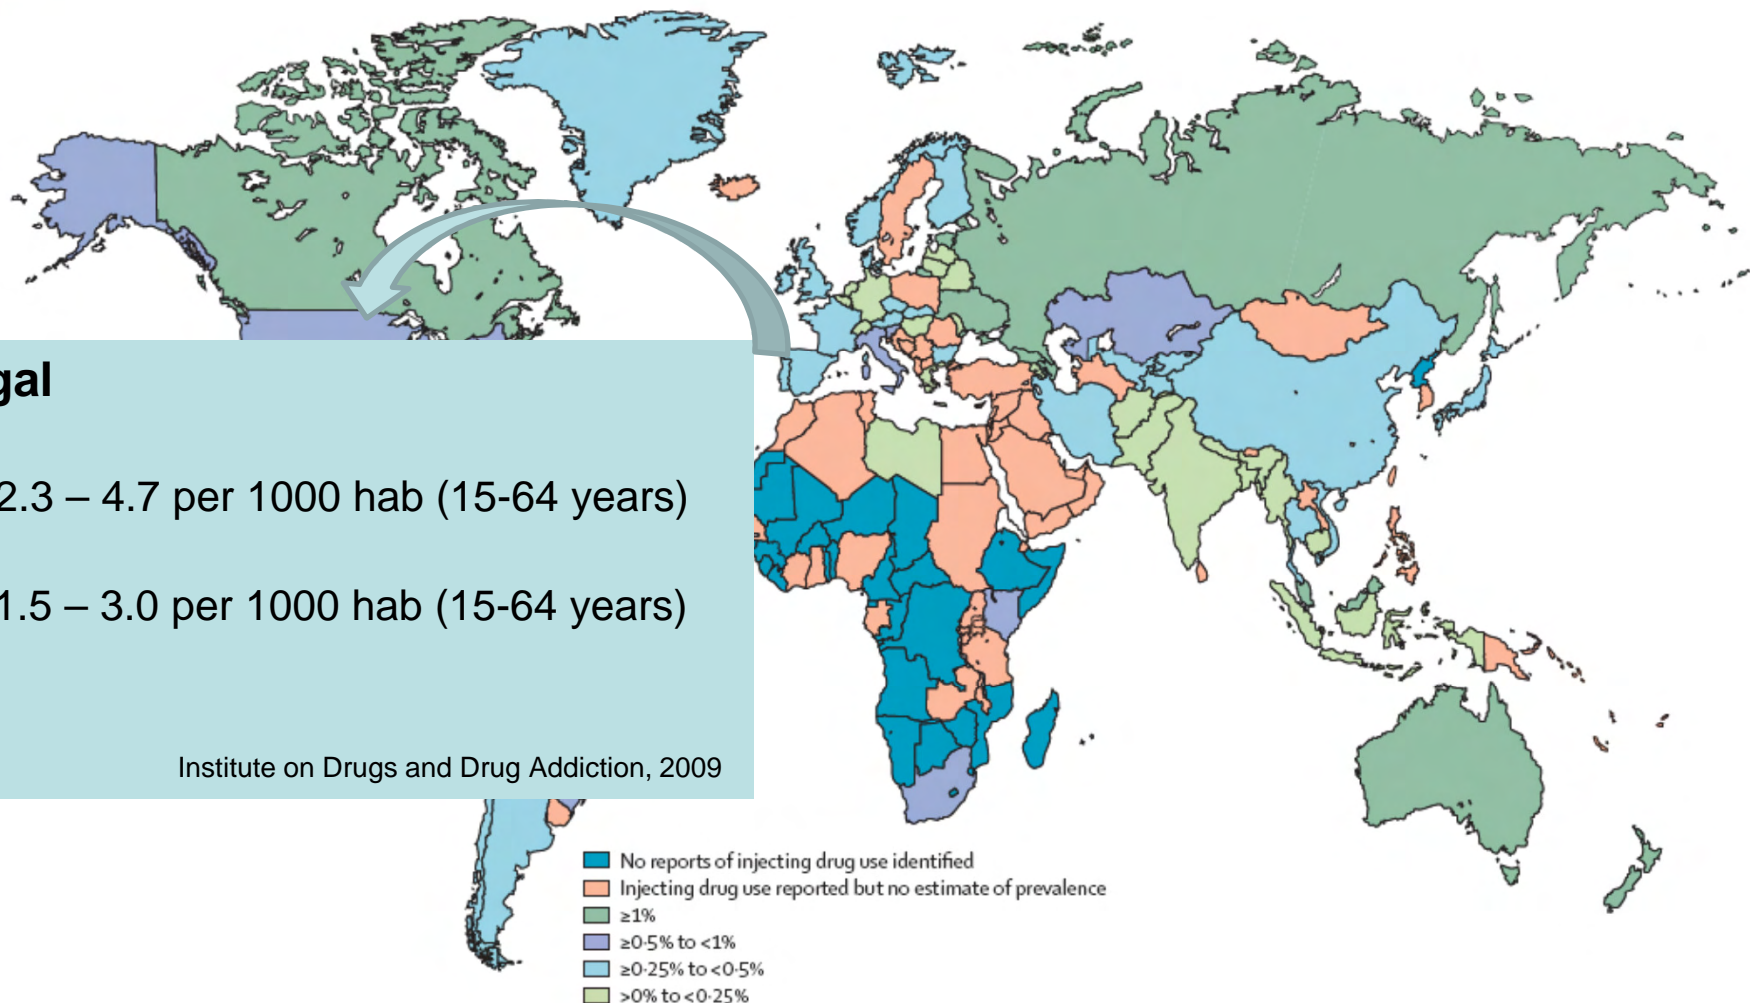 gal
2.3 – 4.7 per 1000 hab (15-64 years)
1.5 – 3.0 per 1000 hab (15-64 years)
Institute on Drugs and Drug Addiction, 2009
No reports of injecting drug use identified
Injecting drug use reported but no estimate of prevalence
≥1%
≥0·5% to <1%
≥0·25% to <0·5%
>0% to <0·25%